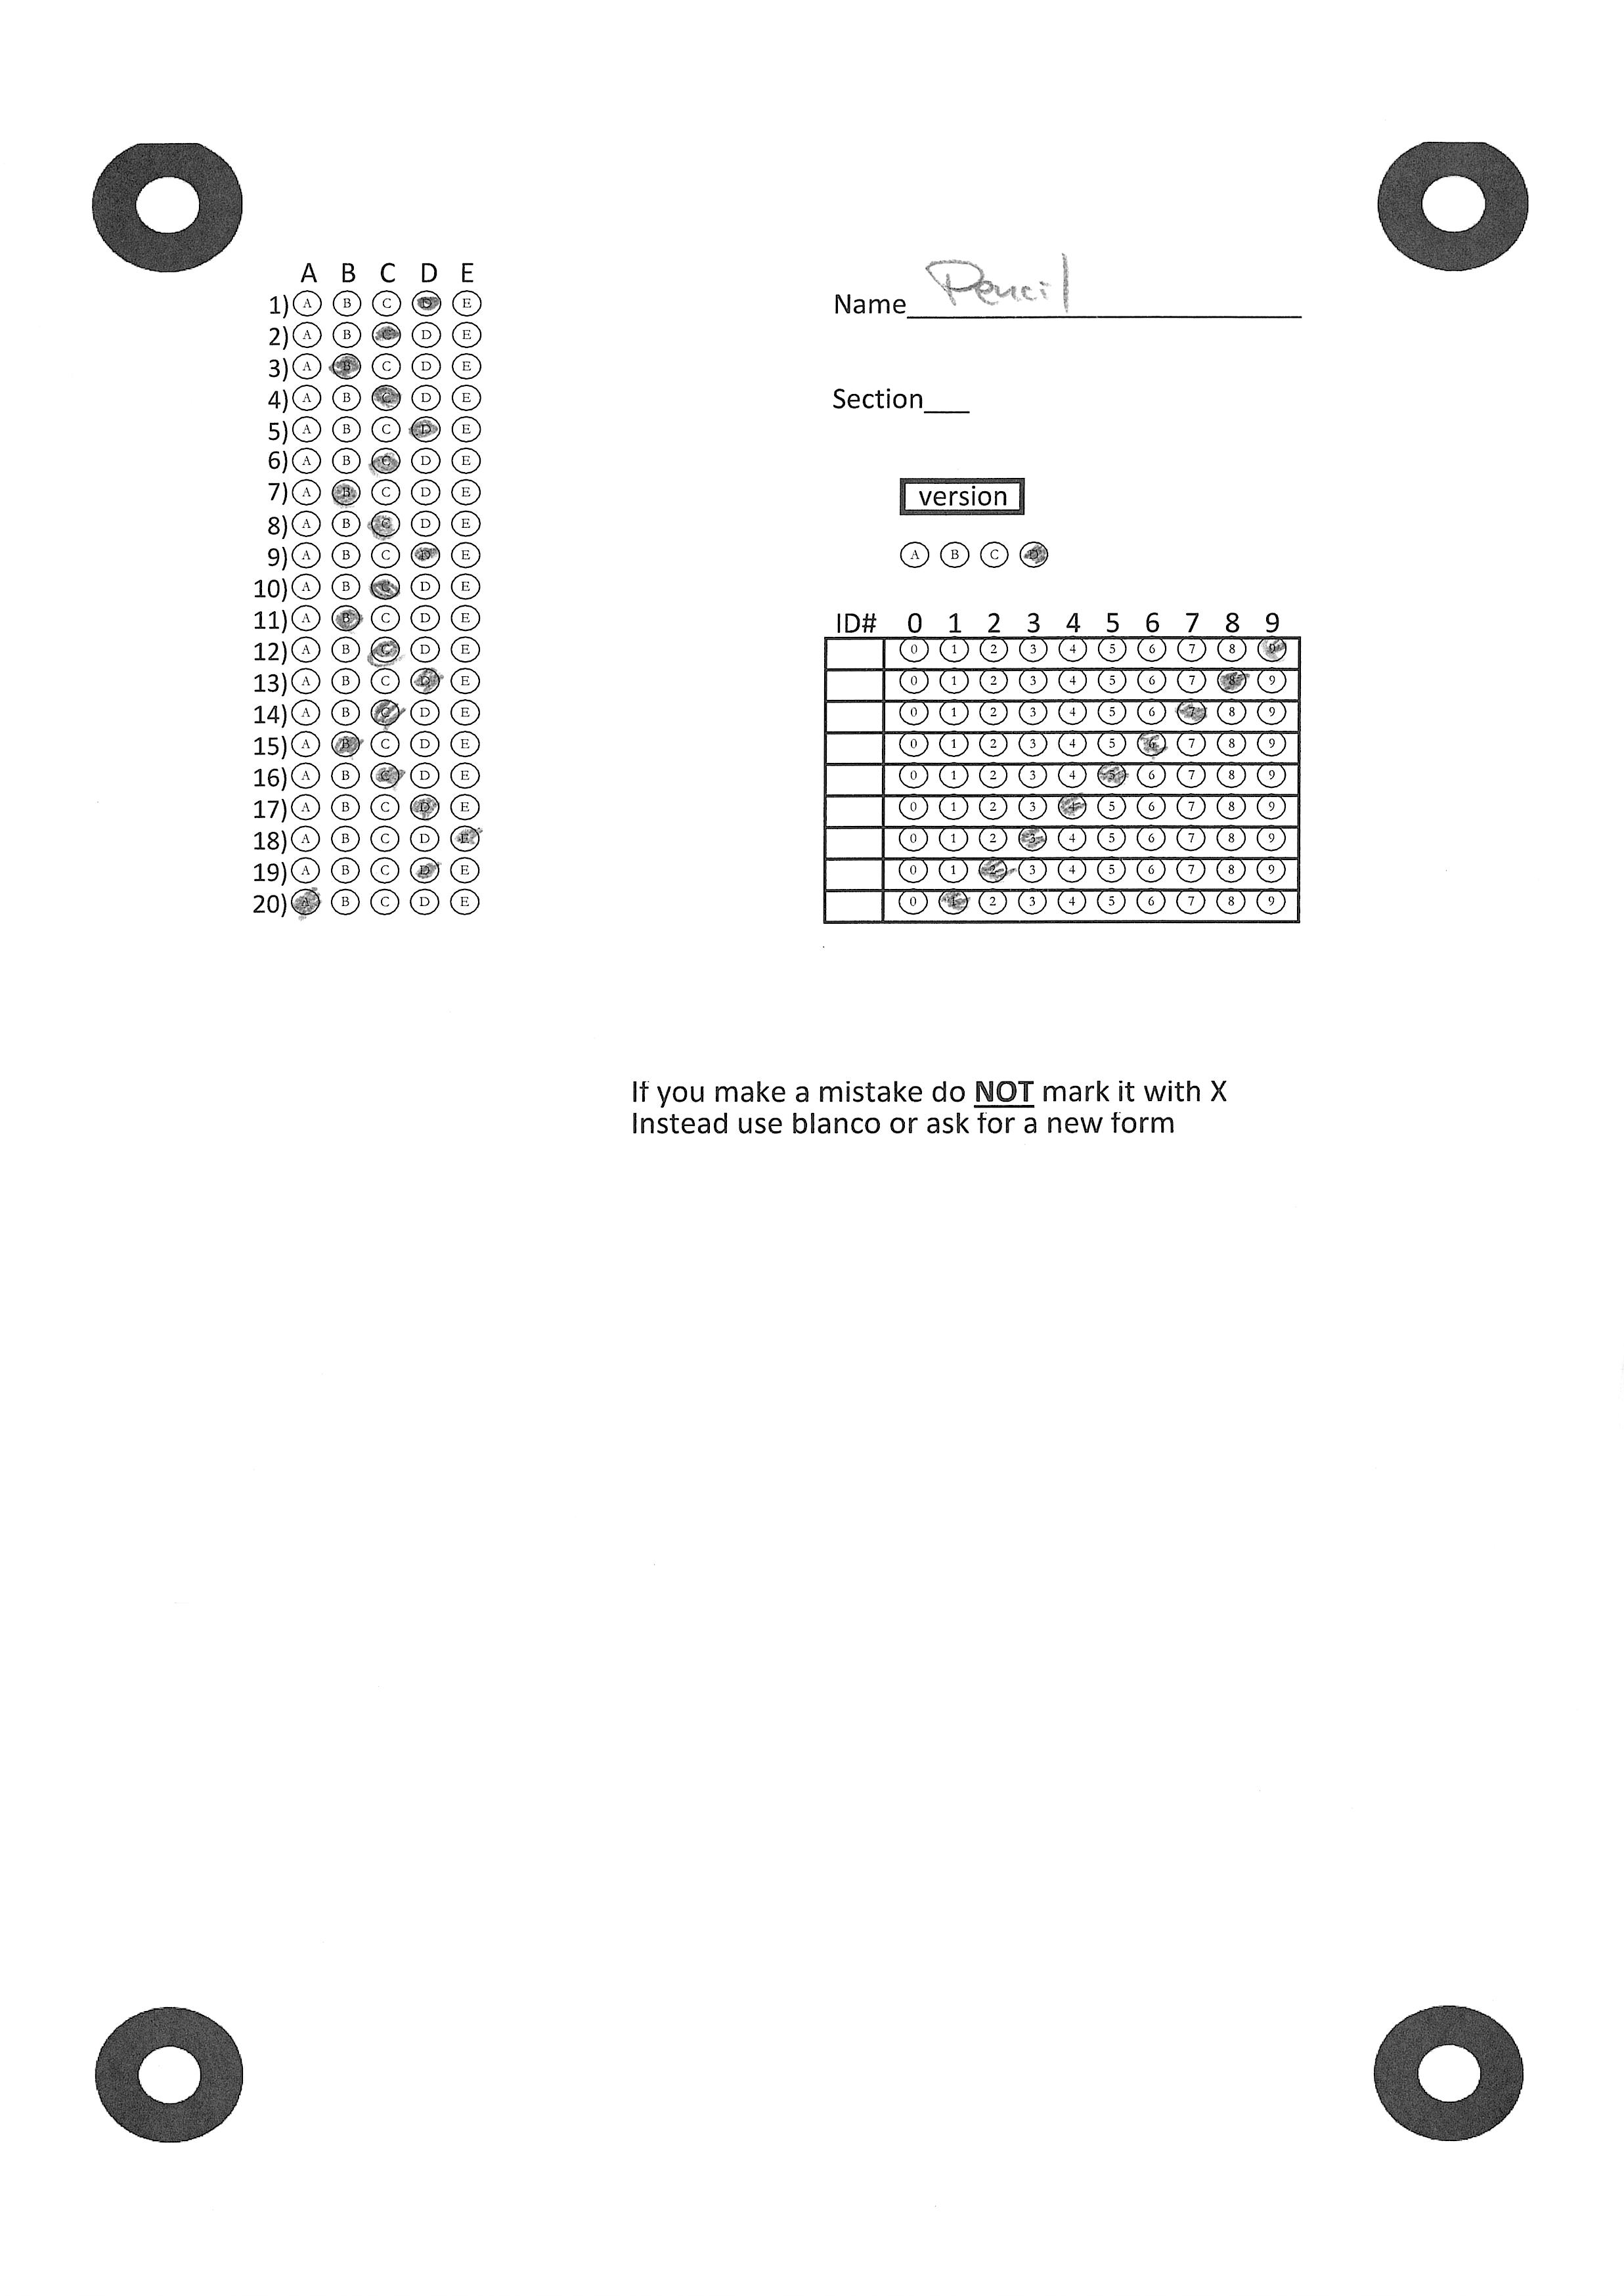 A B C D E
1) A B C D E
2) A B C D E
3) A B C D E
4) A B C D E
5) A B C D E
6) A B C D E
7) A B C D E
8) A B C D E
9) A B C D E
10) A B C D E
11) A B C D E
12) A B C D E
13) A B C D E
14) A B C D E
15) A B C D E
16) A B C D E
17) A B C D E
18) A B C D E
19) A B C D E
20) A B C D E
Name Pencil
Section___
version
A B C D
ID# 0 1 2 3 4 5 6 7 8 9
0 1 2 3 4 5 6 7 8 9
0 1 2 3 4 5 6 7 8 9
0 1 2 3 4 5 6 7 8 9
0 1 2 3 4 5 6 7 8 9
0 1 2 3 4 5 6 7 8 9
0 1 2 3 4 5 6 7 8 9
0 1 2 3 4 5 6 7 8 9
0 1 2 3 4 5 6 7 8 9
0 1 2 3 4 5 6 7 8 9
If you make a mistake do NOT mark it with X
Instead use blanco or ask for a new form